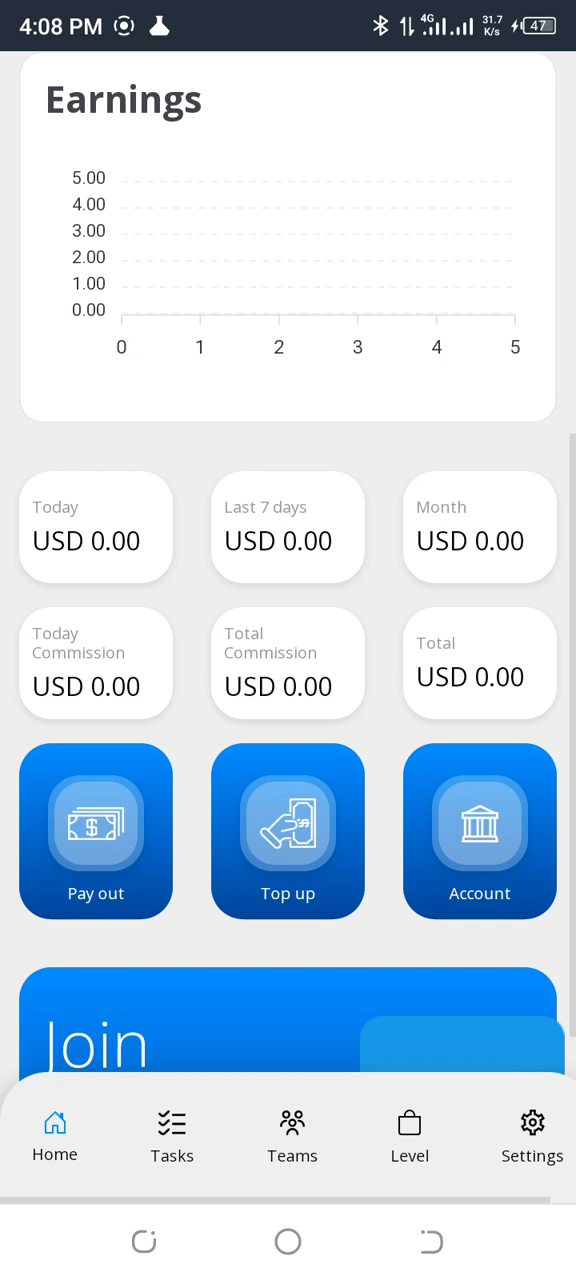 4:08 PM 4G 31.7 K/s 47
Earnings
5.00
4.00
3.00
2.00
1.00
0.00
0 1 2 3 4 5
Today Last 7 days Month
USD 0.00 USD 0.00 USD 0.00
Today Commission Total Commission Total
USD 0.00 USD 0.00 USD 0.00
$
Pay out Top up Account
Join
Home Tasks Teams Level Settings